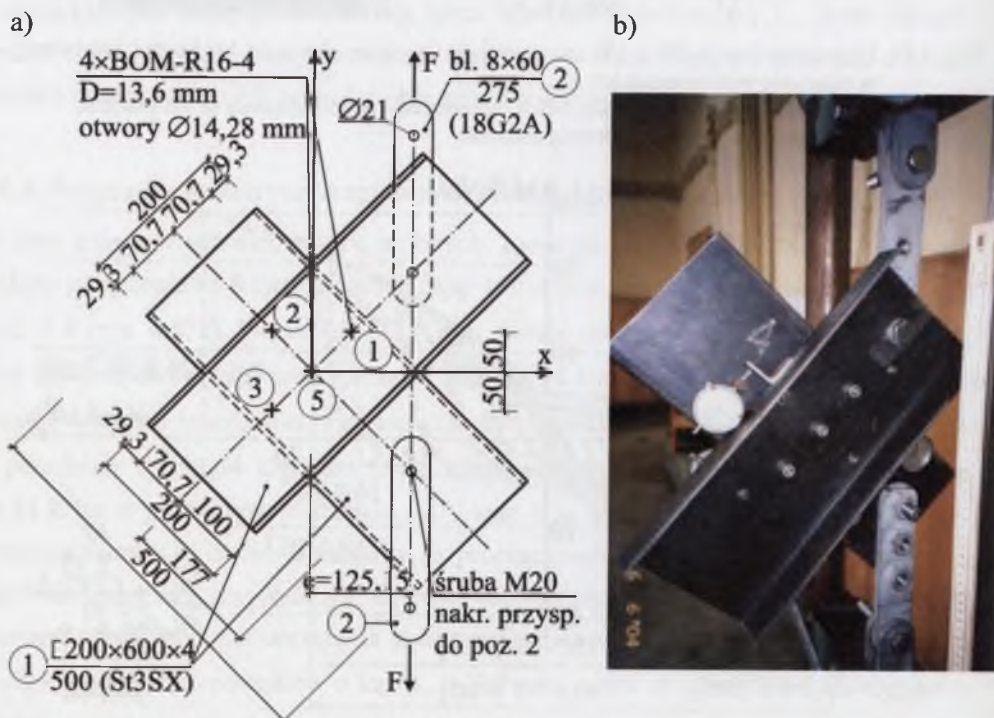 a)
b)
4×BOM-R16-4
D=13,6 mm
otwory Ø14,28 mm
y
F
bl. 8×60
2
275
(18G2A)
Ø21
200
29,3
70,7
70,7
29,3
2
1
x
50
50
3
5
29,3
70,7
100
200
177
500
e=125,15
śruba M20
nakr. przysp.
do poz. 2
2
1
[200×600×4
500 (St3SX)
F
4